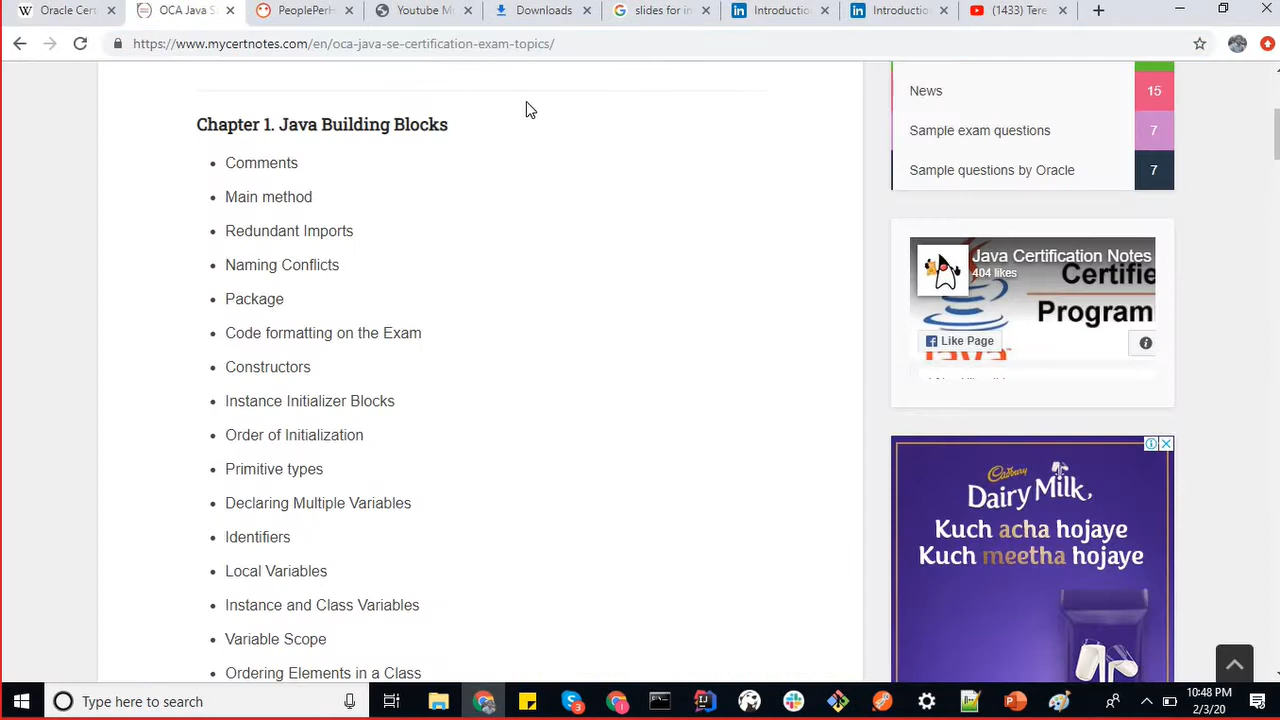 Oracle Cert
OCA Java S
PeoplePerH
Youtube M
Downloads
slides for in
Introduction
Introduction
(1433) Tere
https://www.mycertnotes.com/en/oca-java-se-certification-exam-topics/
Chapter 1. Java Building Blocks
Comments
Main method
Redundant Imports
Naming Conflicts
Package
Code formatting on the Exam
Constructors
Instance Initializer Blocks
Order of Initialization
Primitive types
Declaring Multiple Variables
Identifiers
Local Variables
Instance and Class Variables
Variable Scope
Ordering Elements in a Class
News 15
Sample exam questions 7
Sample questions by Oracle 7
Java Certification Notes
404 likes
Certifie
Program
Like Page
Cadbury
Dairy Milk
Kuch acha hojaye
Kuch meetha hojaye
Type here to search
3
1
10:48 PM
2/3/20